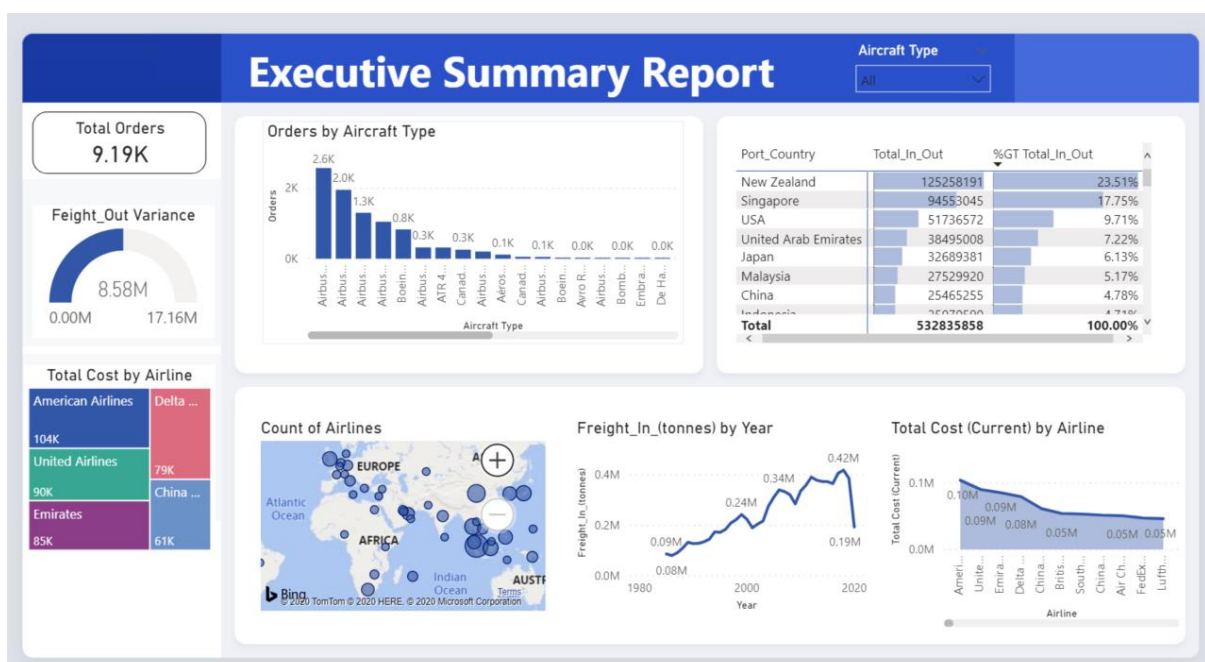 Executive Summary Report
Aircraft Type
All
Total Orders
9.19K
Feight_Out Variance
8.58M
0.00M 17.16M
Total Cost by Airline
American Airlines
104K
United Airlines
90K
Emirates
85K
Delta ...
79K
China ...
61K
Orders by Aircraft Type
Orders
2K
0K
2.6K
2.0K
1.3K
0.8K
0.3K
0.3K
0.1K
0.1K
0.0K
0.0K
0.0K
Airbus...
Airbus...
Airbus...
Airbus...
Boein...
Airbus...
ATR 4...
Canad...
Airbus...
Aéros...
Canad...
Airbus...
Boein...
Avro R...
Airbus...
Bomb...
Embra...
De Ha...
Aircraft Type
Port_Country Total_In_Out %GT Total_In_Out
New Zealand 125258191 23.51%
Singapore 94553045 17.75%
USA 51736572 9.71%
United Arab Emirates 38495008 7.22%
Japan 32689381 6.13%
Malaysia 27529920 5.17%
China 25465255 4.78%
Total 532835858 100.00%
Count of Airlines
EUROPE
Atlantic
Ocean
AFRICA
Indian
Ocean
Bing
Terms
© 2020 TomTom © 2020 HERE, © 2020 Microsoft Corporation
Freight_In_(tonnes) by Year
Freight_In_(tonnes)
0.4M
0.2M
0.0M
0.09M
0.08M
0.24M
0.34M
0.42M
0.19M
1980 2000 2020
Year
Total Cost (Current) by Airline
Total Cost (Current)
0.1M
0.0M
0.10M
0.09M
0.09M
0.08M
0.05M
0.05M
0.05M
Ameri...
Unite...
Emira...
Delta ...
China...
Britis...
South...
China...
Air Ch...
FedEx...
Lufth...
Airline